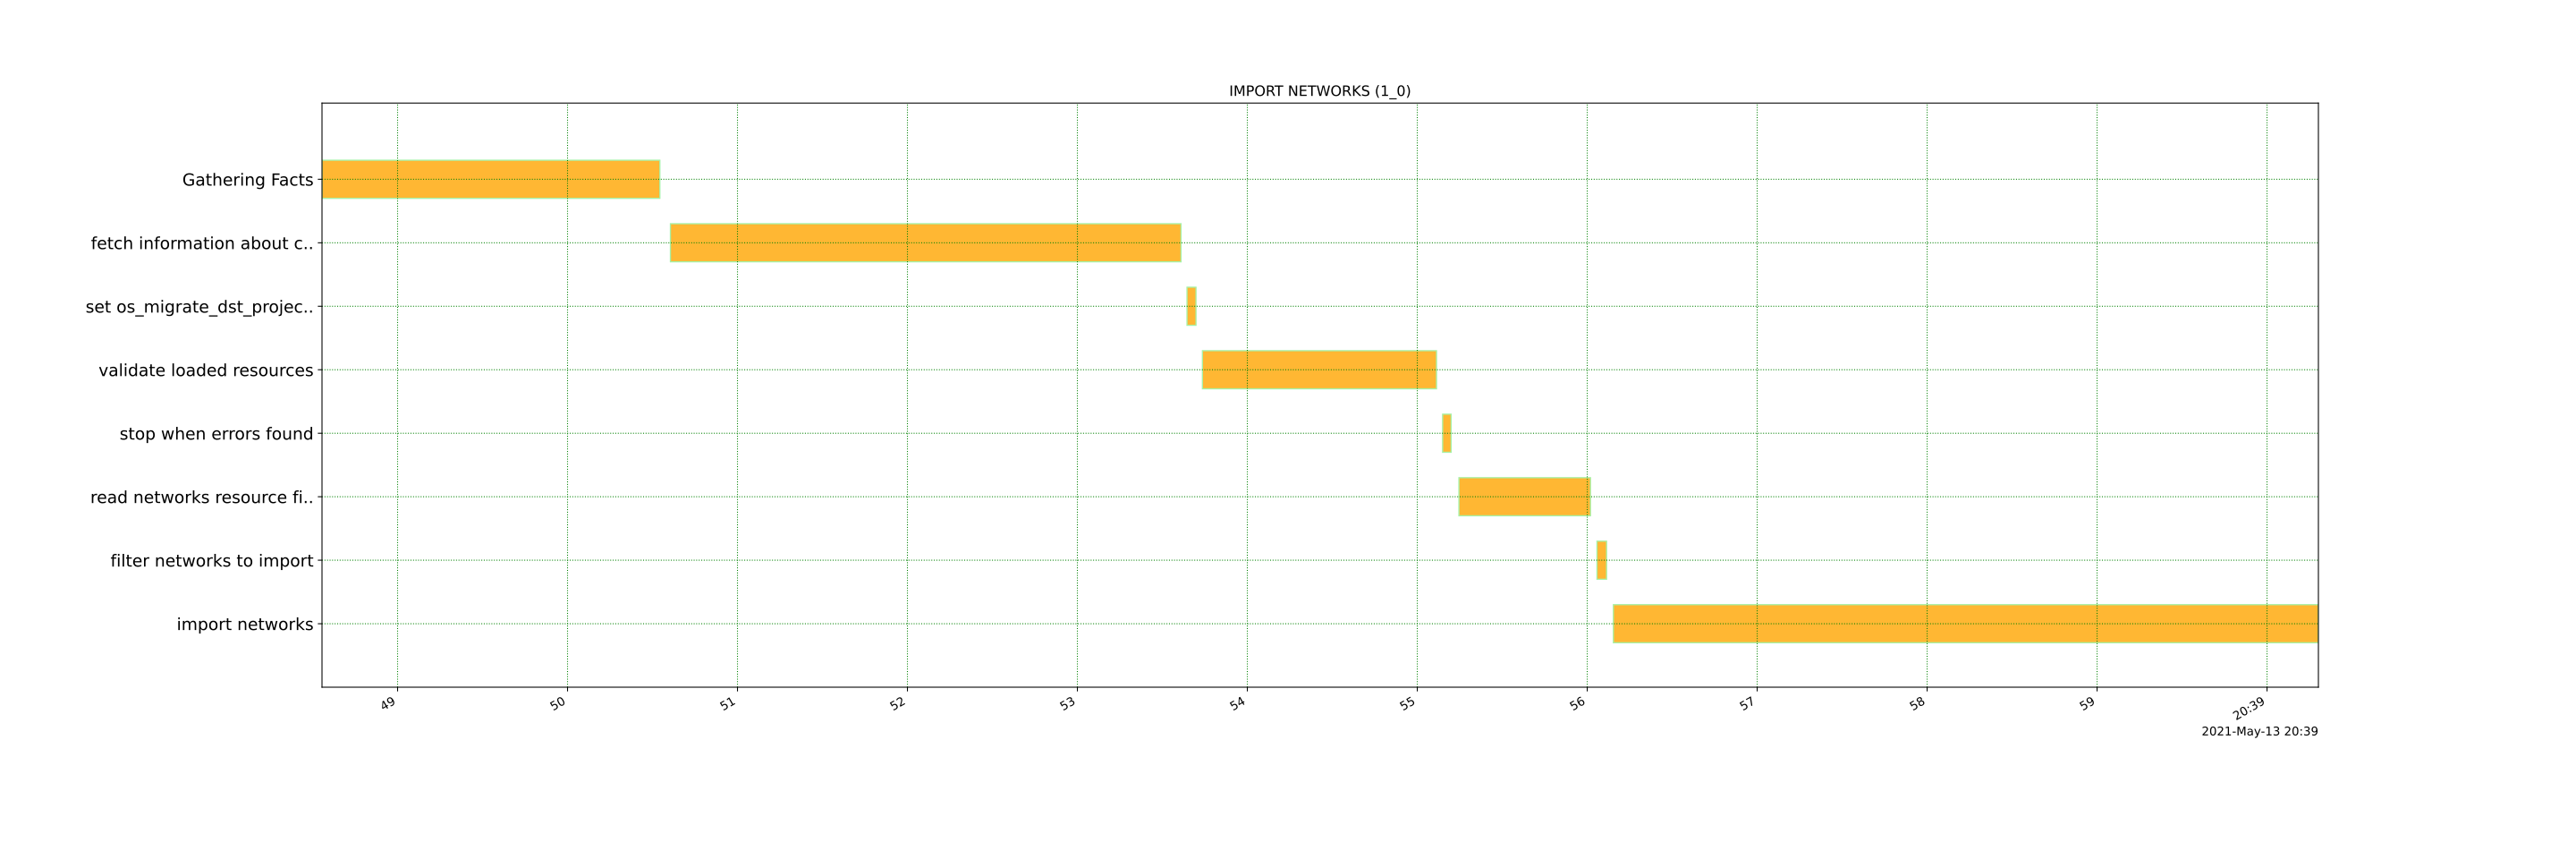 IMPORT NETWORKS (1_0)
Gathering Facts
fetch information about c..
set os_migrate_dst_projec..
validate loaded resources
stop when errors found
read networks resource fi..
filter networks to import
import networks
49 50 51 52 53 54 55 56 57 58 59 20:39
2021-May-13 20:39